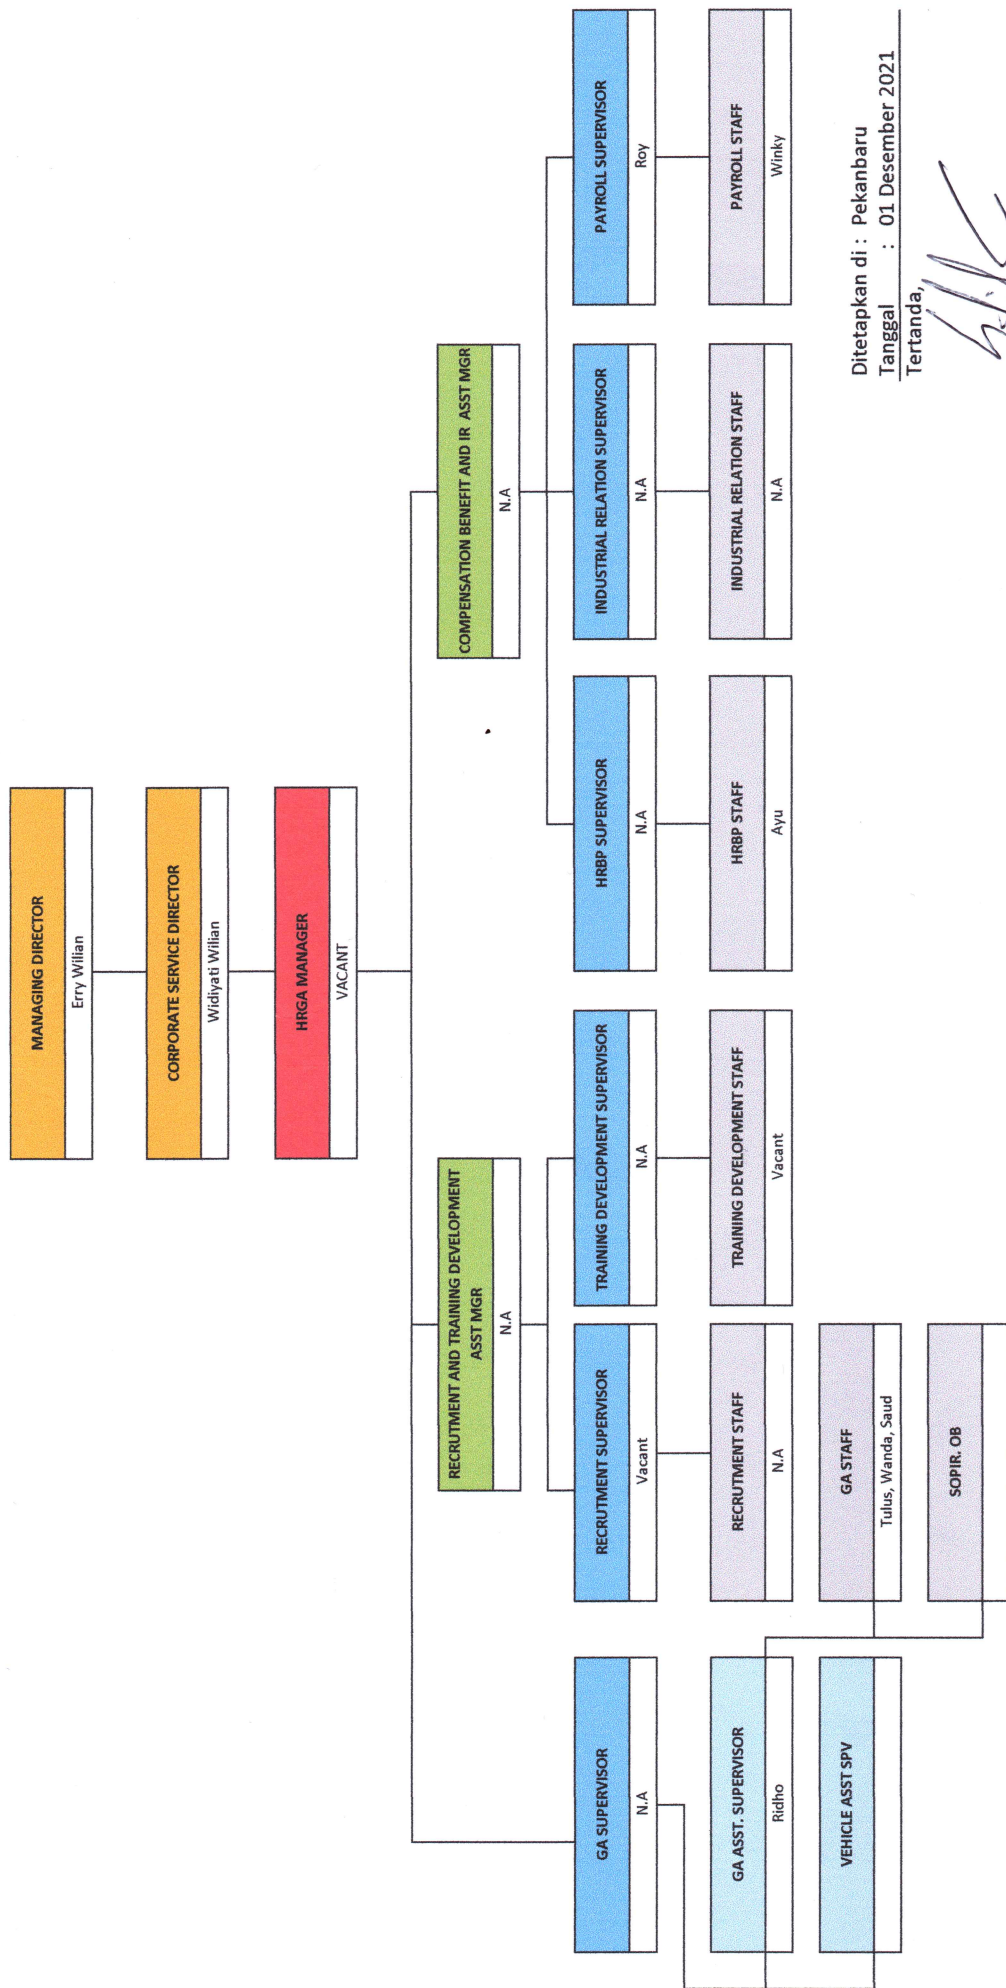 MANAGING DIRECTOR
Erry Wilian
CORPORATE SERVICE DIRECTOR
Widiyati Wilian
HRGA MANAGER
VACANT
RECRUTMENT AND TRAINING DEVELOPMENT
ASST MGR
N.A
COMPENSATION BENEFIT AND IR ASST MGR
N.A
GA SUPERVISOR
N.A
RECRUTMENT SUPERVISOR
Vacant
TRAINING DEVELOPMENT SUPERVISOR
N.A
HRBP SUPERVISOR
N.A
INDUSTRIAL RELATION SUPERVISOR
N.A
PAYROLL SUPERVISOR
Roy
GA ASST. SUPERVISOR
Ridho
RECRUTMENT STAFF
N.A
TRAINING DEVELOPMENT STAFF
Vacant
HRBP STAFF
Ayu
INDUSTRIAL RELATION STAFF
N.A
PAYROLL STAFF
Winky
VEHICLE ASST SPV
GA STAFF
Tulus, Wanda, Saud
SOPIR. OB
Ditetapkan di : Pekanbaru
Tanggal : 01 Desember 2021
Tertanda,